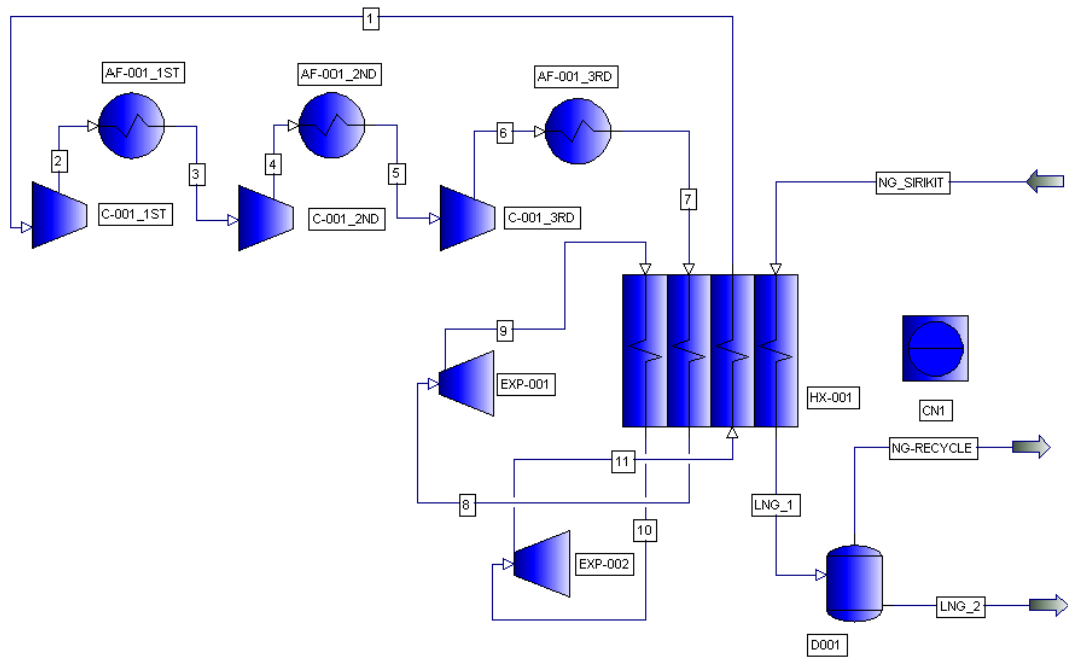 1
AF-001_1ST
AF-001_2ND
AF-001_3RD
2
3
4
5
6
7
NG_SIRIKIT
C-001_1ST
C-001_2ND
C-001_3RD
9
EXP-001
HX-001
CN1
NG-RECYCLE
11
8
LNG_1
10
EXP-002
LNG_2
D001